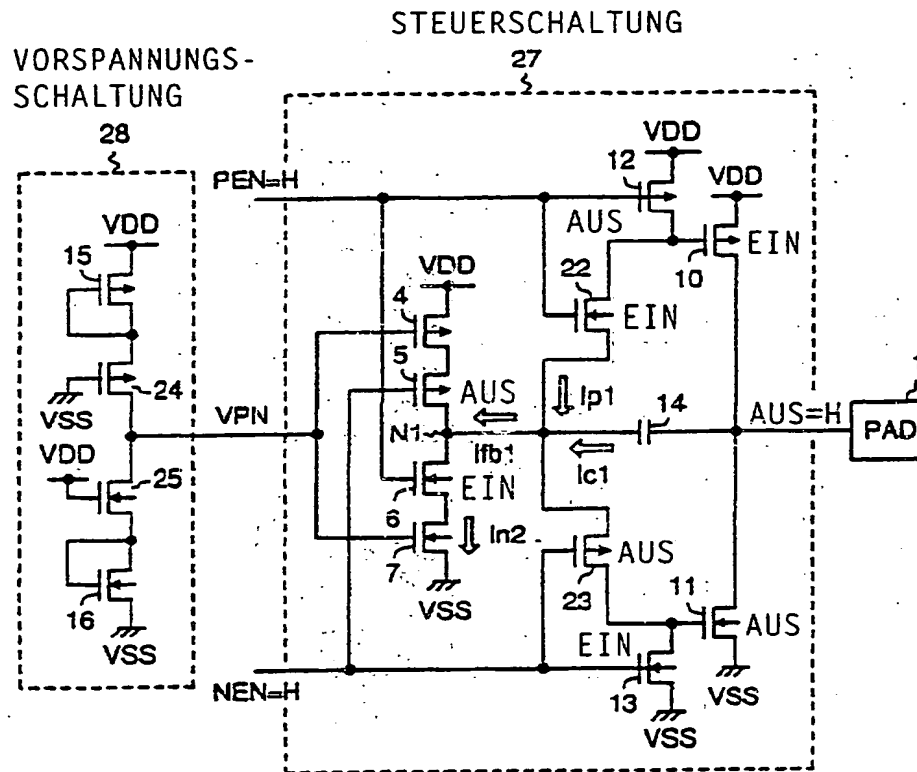 STEUERSCHALTUNG
27
VORSPANNUNGS-
SCHALTUNG
28
VDD
15
24
VSS
VDD
25
16
VSS
VPIN
PEN=H
NEN=H
VDD
4
5
AUS
N1
Ifb1
EIN
6
7
In2
VSS
VDD
12
AUS
VDD
EIN
10
22
EIN
Ip1
14
Ic1
AUS=H
PAD
AUS
23
11
AUS
EIN
VSS
13
VSS